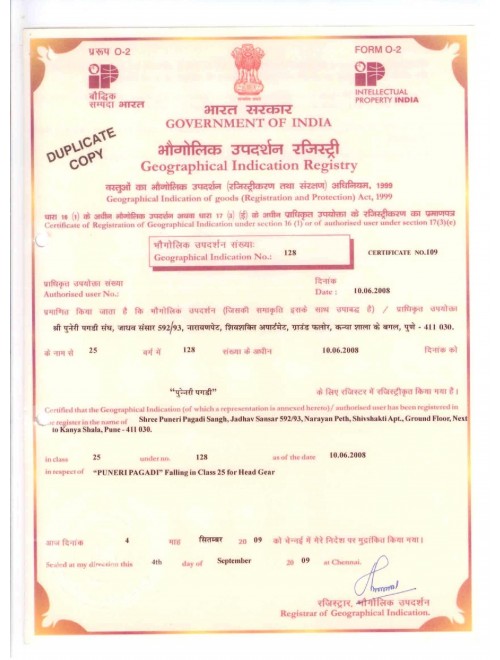 प्ररूप O-2
FORM O-2
बौद्धिक
सम्पदा भारत
INTELLECTUAL
PROPERTY INDIA
DUPLICATE
COPY
भारत सरकार
GOVERNMENT OF INDIA
भौगोलिक उपदर्शन रजिस्ट्री
Geographical Indication Registry
वस्तुओं का भौगोलिक उपदर्शन (रजिस्ट्रीकरण तथा संरक्षण) अधिनियम, 1999
Geographical Indication of goods (Registration and Protection) Act, 1999
धारा 16 (1) के अधीन भौगोलिक उपदर्शन अथवा धारा 17 (3) (ई) के अधीन प्राधिकृत उपयोक्ता के रजिस्ट्रीकरण का प्रमाणपत्र
Certificate of Registration of Geographical Indication under section 16 (1) or of authorised user under section 17(3)(e)
भौगोलिक उपदर्शन संख्याः
Geographical Indication No.: 128
CERTIFICATE NO.109
प्राधिकृत उपयोक्ता संख्या
Authorised user No.:
दिनांक
Date : 10.06.2008
प्रमाणित किया जाता है कि भौगोलिक उपदर्शन (जिसकी समाकृति इसके साथ उपाबद्ध है) / प्राधिकृत उपयोक्ता
श्री पुनेरी पगडी संघ, जाधव संसार 592/93, नारायणपेट, शिवशक्ति अपार्टमेंट, ग्राउंड फलोर, कन्या शाला के बगल, पुणे - 411 030.
के नाम से 25 वर्ग में 128 संख्या के अधीन 10.06.2008 दिनांक को
"पुनेरी पगडी" के लिए रजिस्टर में रजिस्ट्रीकृत किया गया है।
Certified that the Geographical Indication (of which a representation is annexed hereto)/ authorised user has been registered in
register in the name of Shree Puneri Pagadi Sangh, Jadhav Sansar 592/93, Narayan Peth, Shivshakti Apt., Ground Floor, Next
to Kanya Shala, Pune - 411 030.
in class 25 under no. 128 as of the date 10.06.2008
in respect of "PUNERI PAGADI" Falling in Class 25 for Head Gear
आज दिनांक 4 माह सितम्बर 20 09 को चेन्नई में मेरे निदेश पर मुद्रांकित किया गया।
Sealed at my direction this 4th day of September 20 09 at Chennai.
रजिस्ट्रार, भौगोलिक उपदर्शन
Registrar of Geographical Indication.